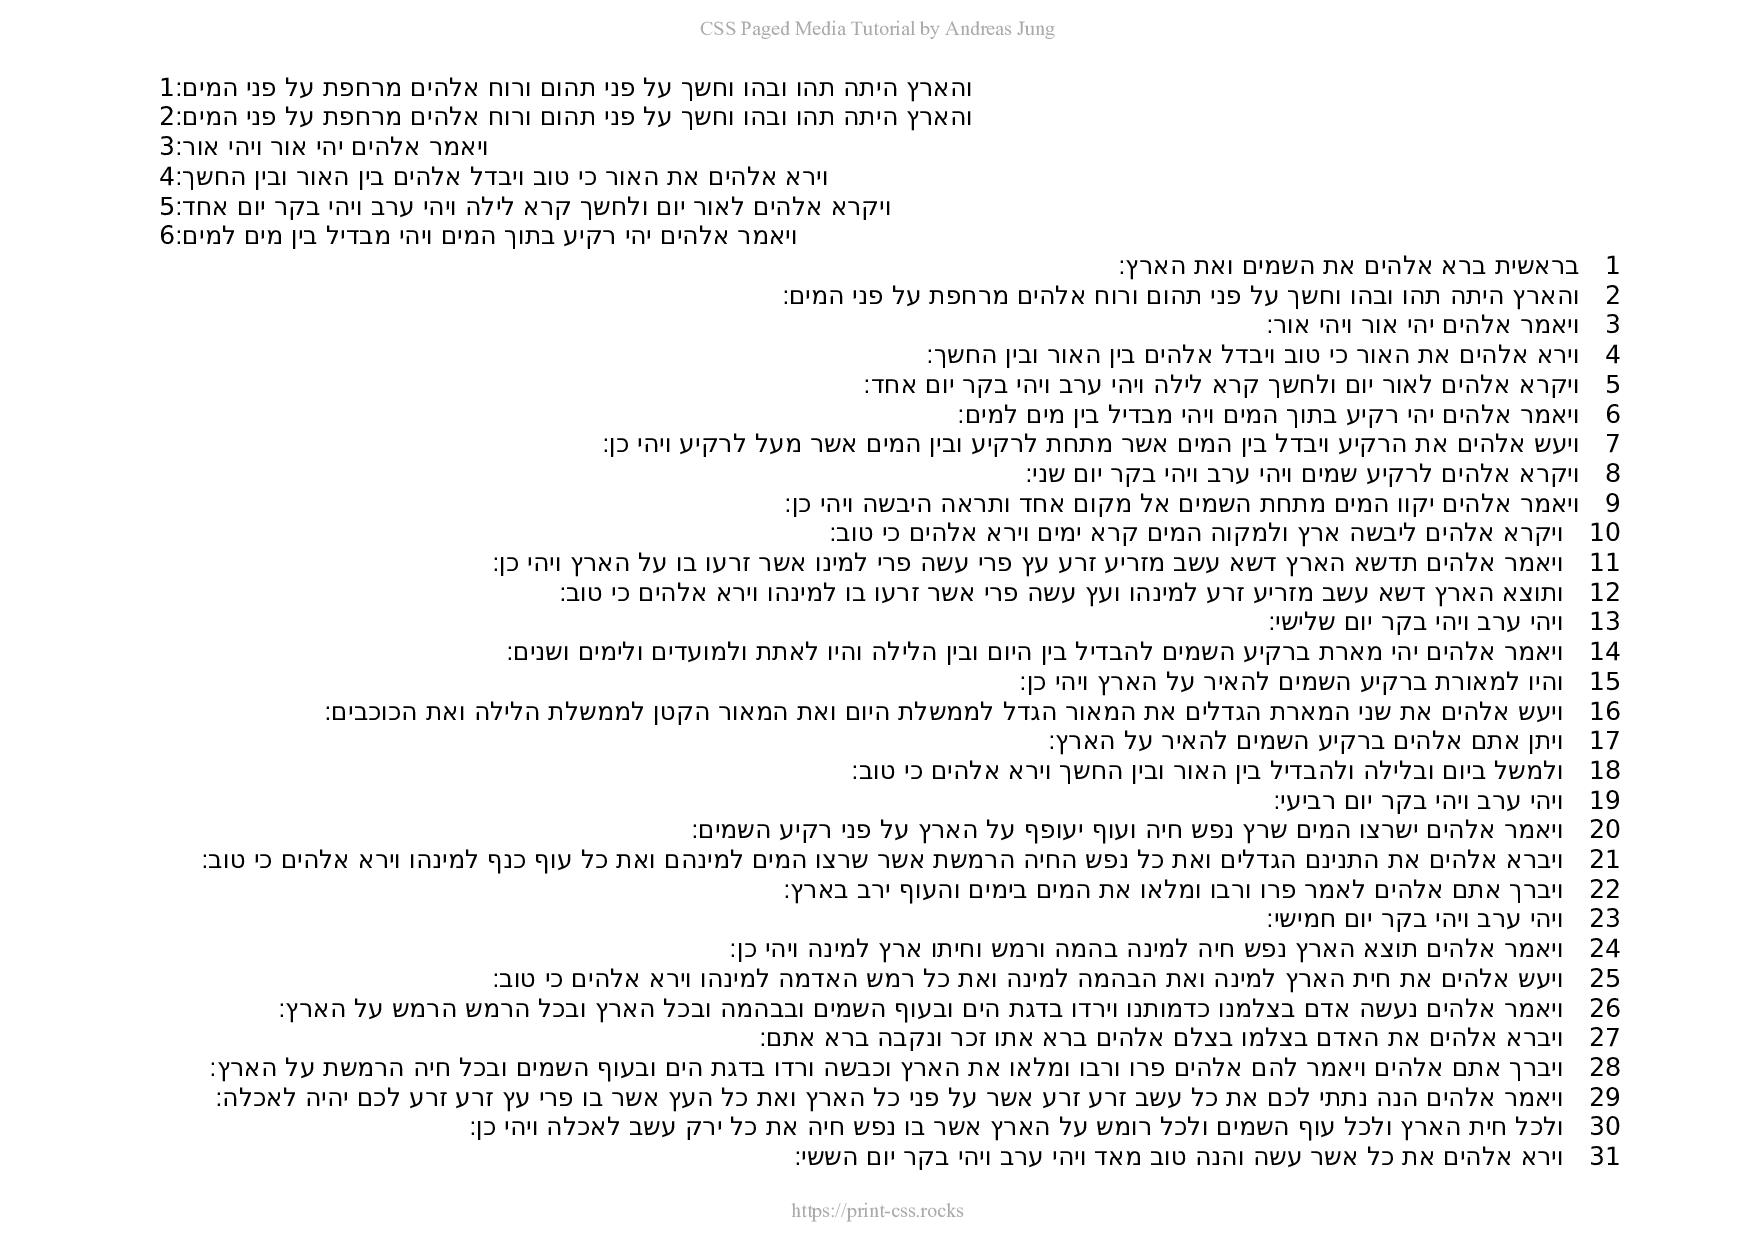 CSS Paged Media Tutorial by Andreas Jung
1:והארץ היתה תהו ובהו וחשך על פני תהום ורוח אלהים מרחפת על פני המים
2:והארץ היתה תהו ובהו וחשך על פני תהום ורוח אלהים מרחפת על פני המים
3:ויאמר אלהים יהי אור ויהי אור
4:וירא אלהים את האור כי טוב ויבדל אלהים בין האור ובין החשך
5:ויקרא אלהים לאור יום ולחשך קרא לילה ויהי ערב ויהי בקר יום אחד
6:ויאמר אלהים יהי רקיע בתוך המים ויהי מבדיל בין מים למים
1 בראשית ברא אלהים את השמים ואת הארץ:
2 והארץ היתה תהו ובהו וחשך על פני תהום ורוח אלהים מרחפת על פני המים:
3 ויאמר אלהים יהי אור ויהי אור:
4 וירא אלהים את האור כי טוב ויבדל אלהים בין האור ובין החשך:
5 ויקרא אלהים לאור יום ולחשך קרא לילה ויהי ערב ויהי בקר יום אחד:
6 ויאמר אלהים יהי רקיע בתוך המים ויהי מבדיל בין מים למים:
7 ויעש אלהים את הרקיע ויבדל בין המים אשר מתחת לרקיע ובין המים אשר מעל לרקיע ויהי כן:
8 ויקרא אלהים לרקיע שמים ויהי ערב ויהי בקר יום שני:
9 ויאמר אלהים יקוו המים מתחת השמים אל מקום אחד ותראה היבשה ויהי כן:
10 ויקרא אלהים ליבשה ארץ ולמקוה המים קרא ימים וירא אלהים כי טוב:
11 ויאמר אלהים תדשא הארץ דשא עשב מזריע זרע עץ פרי עשה פרי למינו אשר זרעו בו על הארץ ויהי כן:
12 ותוצא הארץ דשא עשב מזריע זרע למינהו ועץ עשה פרי אשר זרעו בו למינהו וירא אלהים כי טוב:
13 ויהי ערב ויהי בקר יום שלישי:
14 ויאמר אלהים יהי מארת ברקיע השמים להבדיל בין היום ובין הלילה והיו לאתת ולמועדים ולימים ושנים:
15 והיו למאורת ברקיע השמים להאיר על הארץ ויהי כן:
16 ויעש אלהים את שני המארת הגדלים את המאור הגדל לממשלת היום ואת המאור הקטן לממשלת הלילה ואת הכוכבים:
17 ויתן אתם אלהים ברקיע השמים להאיר על הארץ:
18 ולמשל ביום ובלילה ולהבדיל בין האור ובין החשך וירא אלהים כי טוב:
19 ויהי ערב ויהי בקר יום רביעי:
20 ויאמר אלהים ישרצו המים שרץ נפש חיה ועוף יעופף על הארץ על פני רקיע השמים:
21 ויברא אלהים את התנינם הגדלים ואת כל נפש החיה הרמשת אשר שרצו המים למינהם ואת כל עוף כנף למינהו וירא אלהים כי טוב:
22 ויברך אתם אלהים לאמר פרו ורבו ומלאו את המים בימים והעוף ירב בארץ:
23 ויהי ערב ויהי בקר יום חמישי:
24 ויאמר אלהים תוצא הארץ נפש חיה למינה בהמה ורמש וחיתו ארץ למינה ויהי כן:
25 ויעש אלהים את חית הארץ למינה ואת הבהמה למינה ואת כל רמש האדמה למינהו וירא אלהים כי טוב:
26 ויאמר אלהים נעשה אדם בצלמנו כדמותנו וירדו בדגת הים ובעוף השמים ובבהמה ובכל הארץ ובכל הרמש הרמש על הארץ:
27 ויברא אלהים את האדם בצלמו בצלם אלהים ברא אתו זכר ונקבה ברא אתם:
28 ויברך אתם אלהים ויאמר להם אלהים פרו ורבו ומלאו את הארץ וכבשה ורדו בדגת הים ובעוף השמים ובכל חיה הרמשת על הארץ:
29 ויאמר אלהים הנה נתתי לכם את כל עשב זרע זרע אשר על פני כל הארץ ואת כל העץ אשר בו פרי עץ זרע זרע לכם יהיה לאכלה:
30 ולכל חית הארץ ולכל עוף השמים ולכל רומש על הארץ אשר בו נפש חיה את כל ירק עשב לאכלה ויהי כן:
31 וירא אלהים את כל אשר עשה והנה טוב מאד ויהי ערב ויהי בקר יום הששי:
https://print-css.rocks